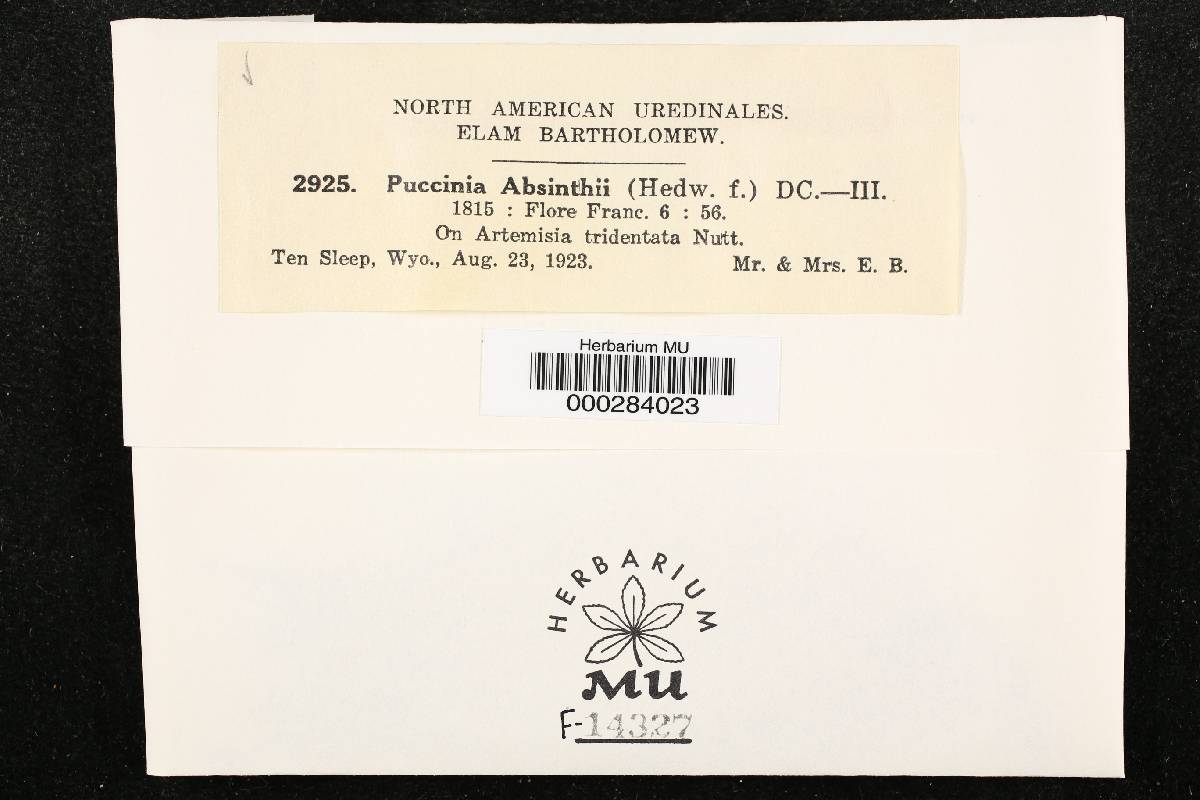 NORTH AMERICAN UREDINALES.
ELAM BARTHOLOMEW.
2925. Puccinia Absinthii (Hedw. f.) DC.—III.
1815 : Flore Franc. 6 : 56.
On Artemisia tridentata Nutt.
Ten Sleep, Wyo., Aug. 23, 1923. Mr. & Mrs. E. B.
Herbarium MU
000284023
HERBARIUM
MU
F-14327